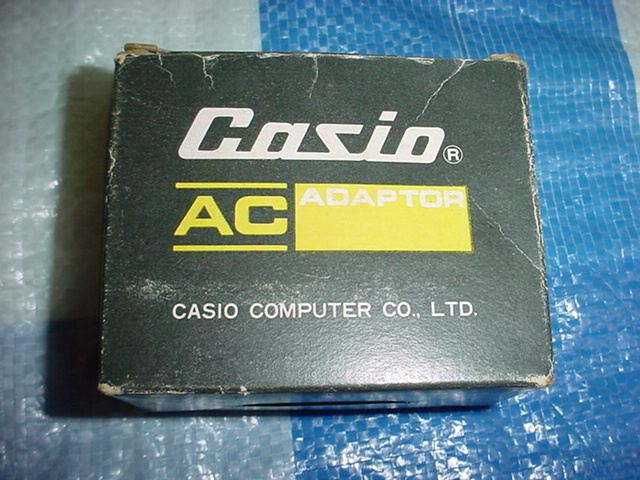 Casio®
AC ADAPTOR
CASIO COMPUTER CO., LTD.